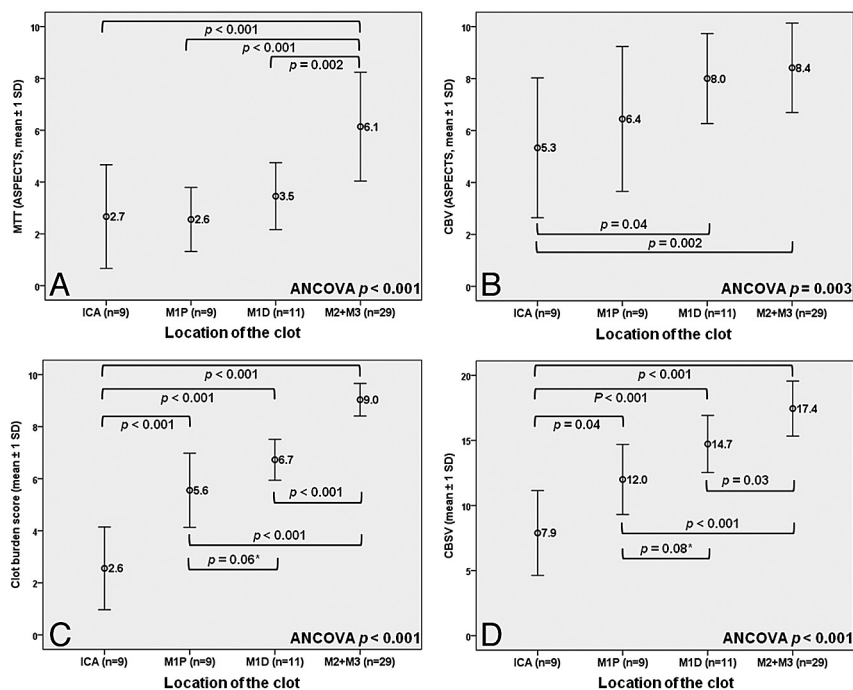 p < 0.001
p < 0.001
p = 0.002
10
8
6
4
2
0
MTT (ASPECTS, mean ± 1 SD)
2.7
2.6
3.5
6.1
A
ANCOVA p < 0.001
ICA (n=9) M1P (n=9) M1D (n=11) M2+M3 (n=29)
Location of the clot
10
8
6
4
2
0
CBV (ASPECTS, mean ± 1 SD)
5.3
6.4
8.0
8.4
p = 0.04
p = 0.002
B
ANCOVA p = 0.003
ICA (n=9) M1P (n=9) M1D (n=11) M2+M3 (n=29)
Location of the clot
10
8
6
4
2
0
Clot burden score (mean ± 1 SD)
p < 0.001
p < 0.001
p < 0.001
2.6
5.6
6.7
9.0
p < 0.001
p < 0.001
p = 0.06*
C
ANCOVA p < 0.001
ICA (n=9) M1P (n=9) M1D (n=11) M2+M3 (n=29)
Location of the clot
20
15
10
5
0
CBSV (mean ± 1 SD)
p < 0.001
P < 0.001
p = 0.04
7.9
12.0
14.7
17.4
p = 0.03
p < 0.001
p = 0.08*
D
ANCOVA p < 0.001
ICA (n=9) M1P (n=9) M1D (n=11) M2+M3 (n=29)
Location of the clot